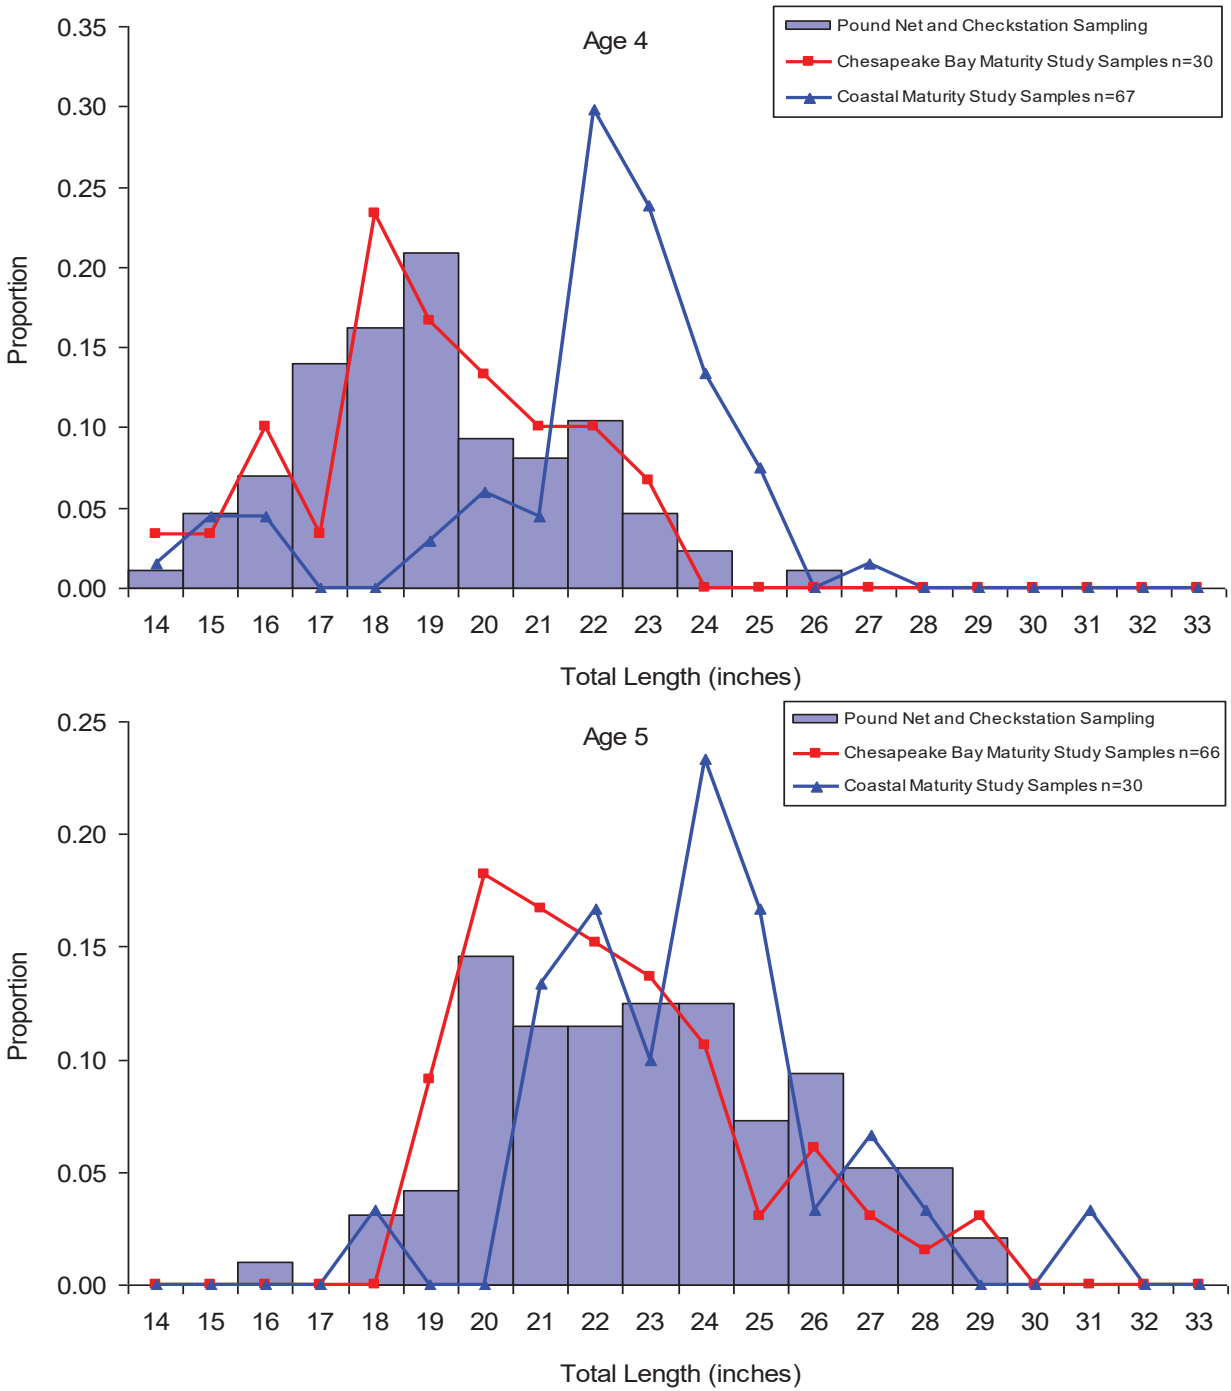 Age 4
Pound Net and Checkstation Sampling
Chesapeake Bay Maturity Study Samples n=30
Coastal Maturity Study Samples n=67
0.35
0.30
0.25
0.20
0.15
0.10
0.05
0.00
Proportion
14 15 16 17 18 19 20 21 22 23 24 25 26 27 28 29 30 31 32 33
Total Length (inches)
Age 5
Pound Net and Checkstation Sampling
Chesapeake Bay Maturity Study Samples n=66
Coastal Maturity Study Samples n=30
0.25
0.20
0.15
0.10
0.05
0.00
Proportion
14 15 16 17 18 19 20 21 22 23 24 25 26 27 28 29 30 31 32 33
Total Length (inches)